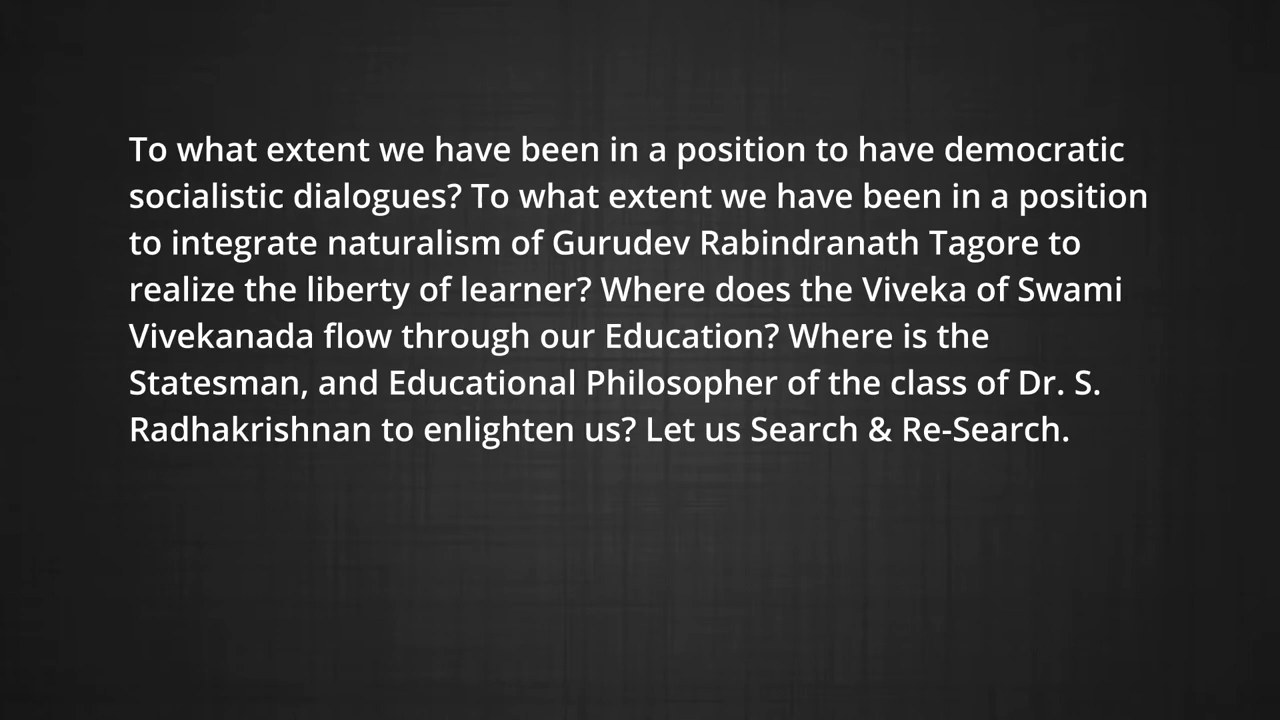 To what extent we have been in a position to have democratic
socialistic dialogues? To what extent we have been in a position
to integrate naturalism of Gurudev Rabindranath Tagore to
realize the liberty of learner? Where does the Viveka of Swami
Vivekanada flow through our Education? Where is the
Statesman, and Educational Philosopher of the class of Dr. S.
Radhakrishnan to enlighten us? Let us Search & Re-Search.